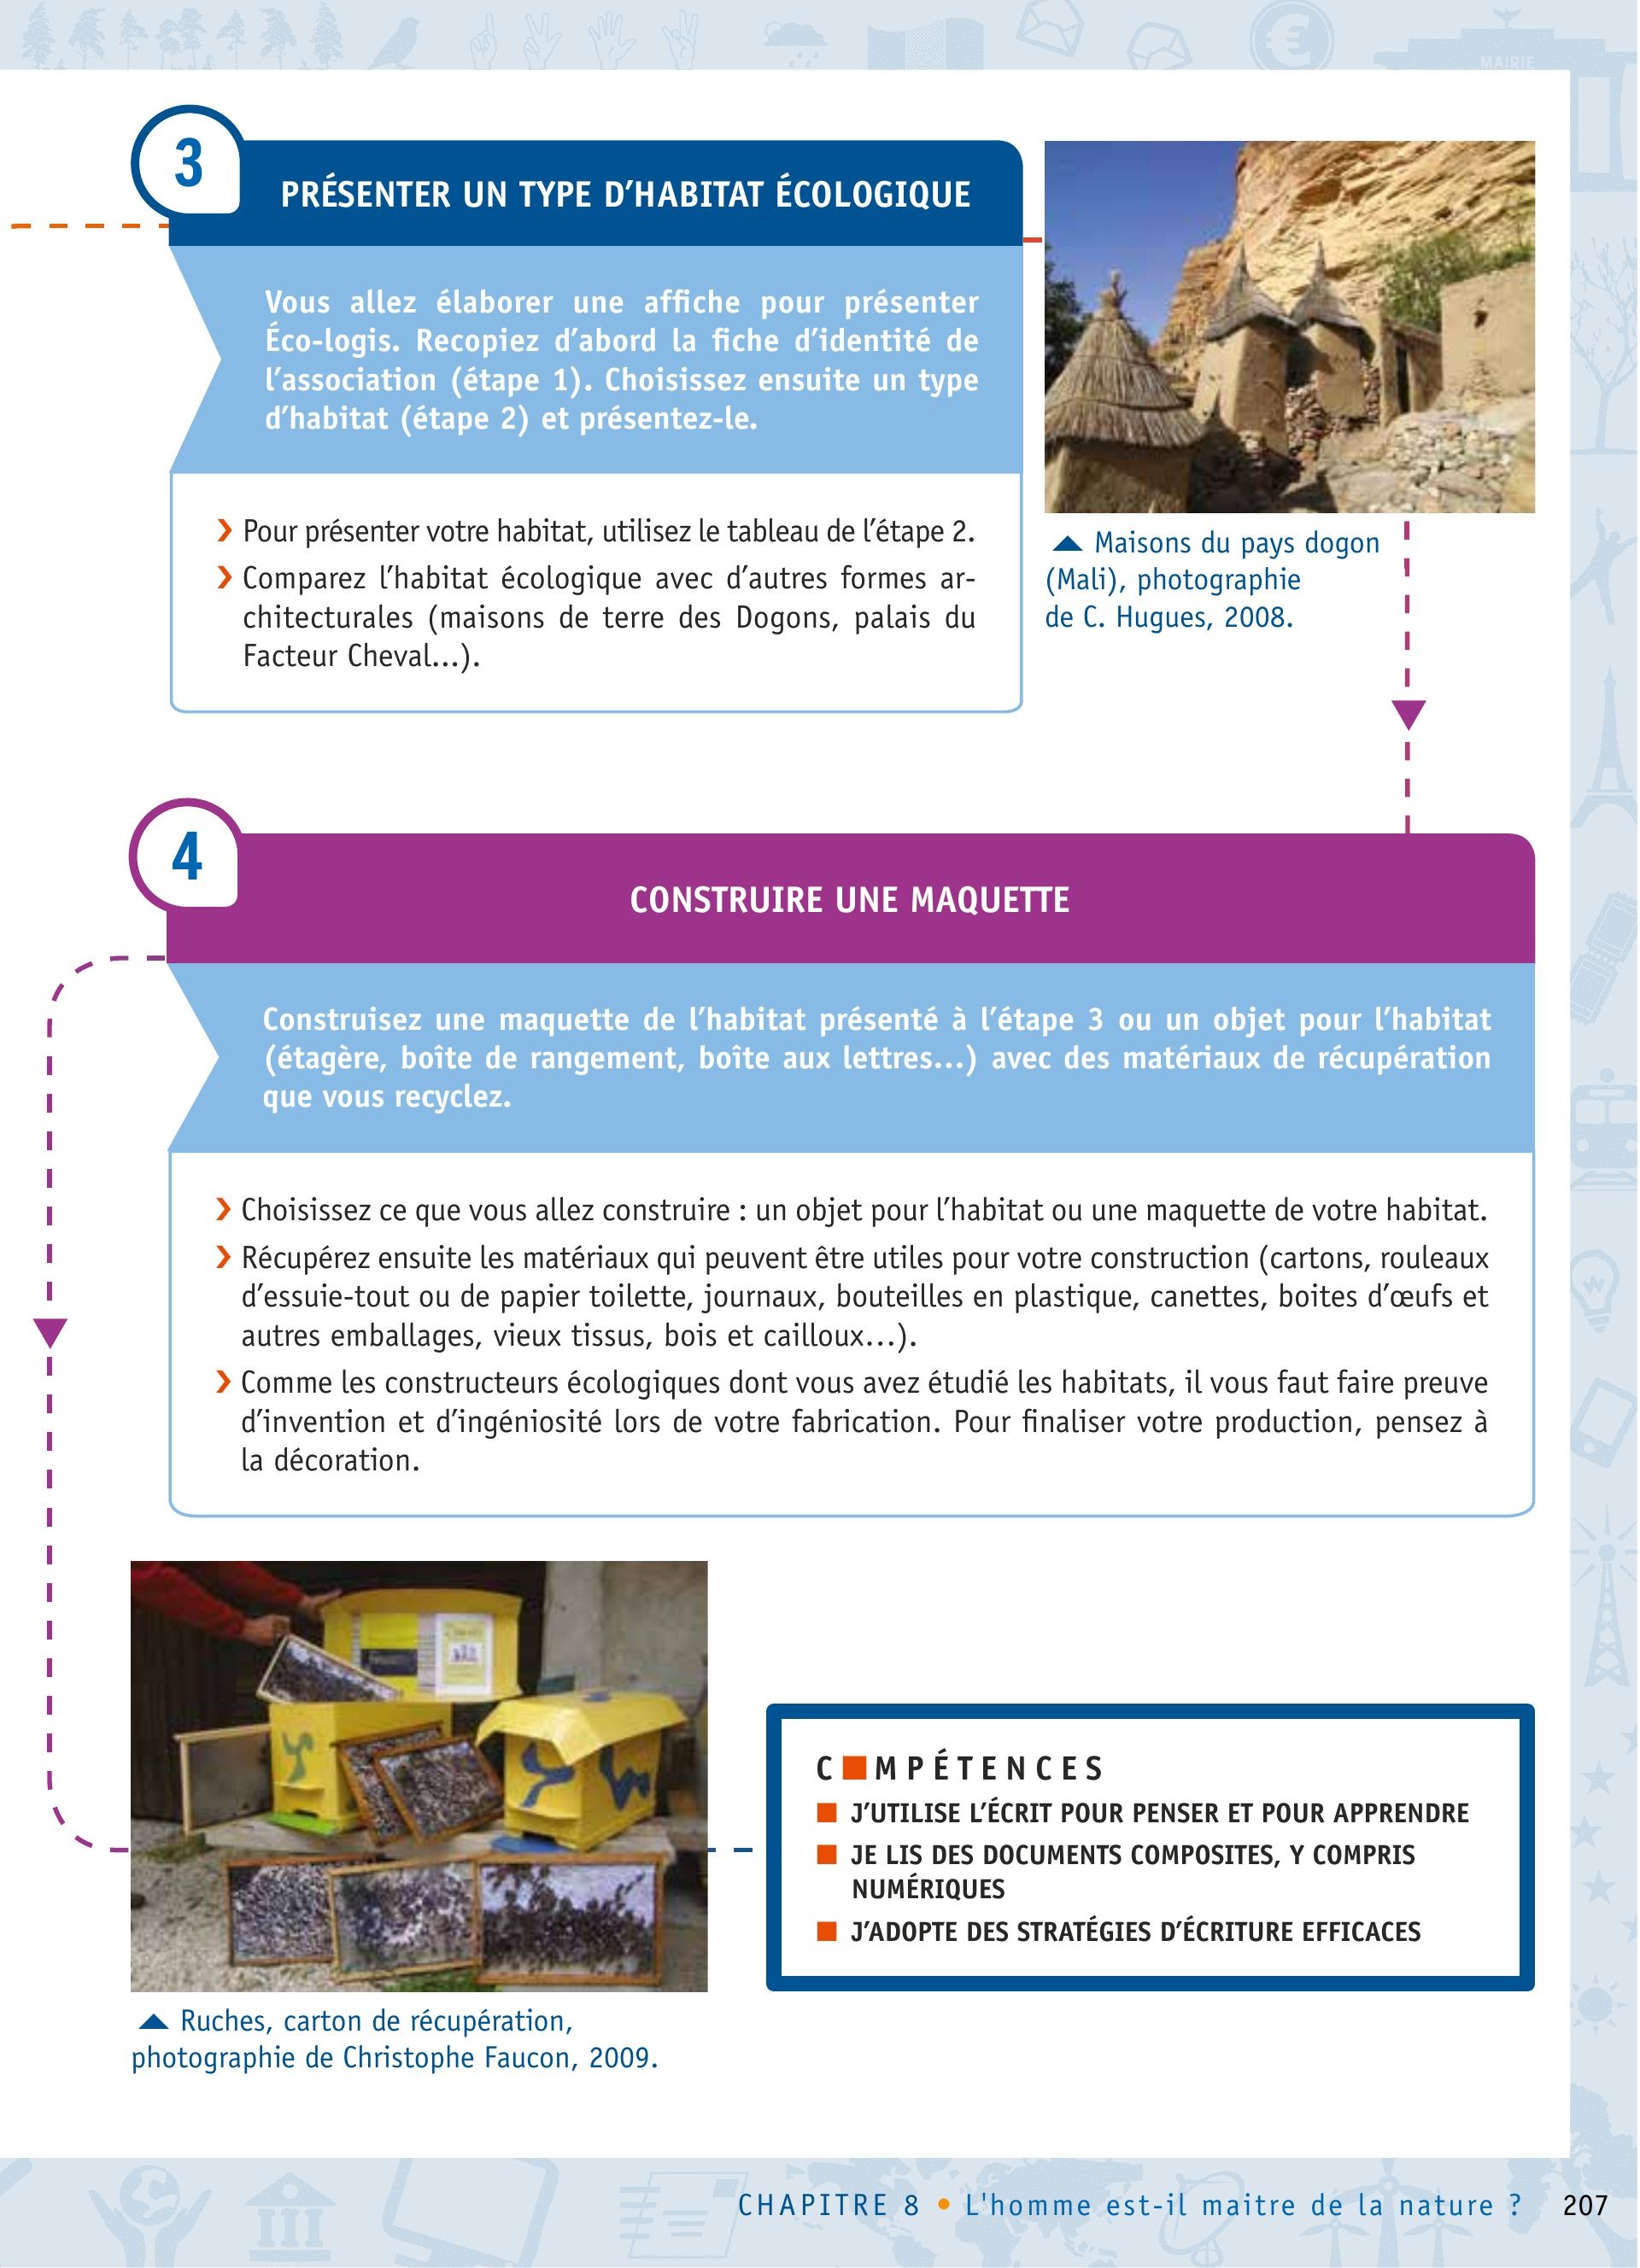 MAIRIE
3
PRÉSENTER UN TYPE D'HABITAT ÉCOLOGIQUE
Vous allez élaborer une affiche pour présenter
Éco-logis. Recopiez d'abord la fiche d'identité de
l'association (étape 1). Choisissez ensuite un type
d'habitat (étape 2) et présentez-le.
❯ Pour présenter votre habitat, utilisez le tableau de l'étape 2.
❯ Comparez l'habitat écologique avec d'autres formes ar-
chitecturales (maisons de terre des Dogons, palais du
Facteur Cheval...).
Maisons du pays dogon
(Mali), photographie
de C. Hugues, 2008.
4
CONSTRUIRE UNE MAQUETTE
Construisez une maquette de l'habitat présenté à l'étape 3 ou un objet pour l'habitat
(étagère, boîte de rangement, boîte aux lettres...) avec des matériaux de récupération
que vous recyclez.
❯ Choisissez ce que vous allez construire : un objet pour l'habitat ou une maquette de votre habitat.
❯ Récupérez ensuite les matériaux qui peuvent être utiles pour votre construction (cartons, rouleaux
d'essuie-tout ou de papier toilette, journaux, bouteilles en plastique, canettes, boites d'œufs et
autres emballages, vieux tissus, bois et cailloux...).
❯ Comme les constructeurs écologiques dont vous avez étudié les habitats, il vous faut faire preuve
d'invention et d'ingéniosité lors de votre fabrication. Pour finaliser votre production, pensez à
la décoration.
C■MPÉTENCES
■ J'UTILISE L'ÉCRIT POUR PENSER ET POUR APPRENDRE
■ JE LIS DES DOCUMENTS COMPOSITES, Y COMPRIS
NUMÉRIQUES
■ J'ADOPTE DES STRATÉGIES D'ÉCRITURE EFFICACES
Ruches, carton de récupération,
photographie de Christophe Faucon, 2009.
CHAPITRE 8 • L'homme est-il maitre de la nature ? 207